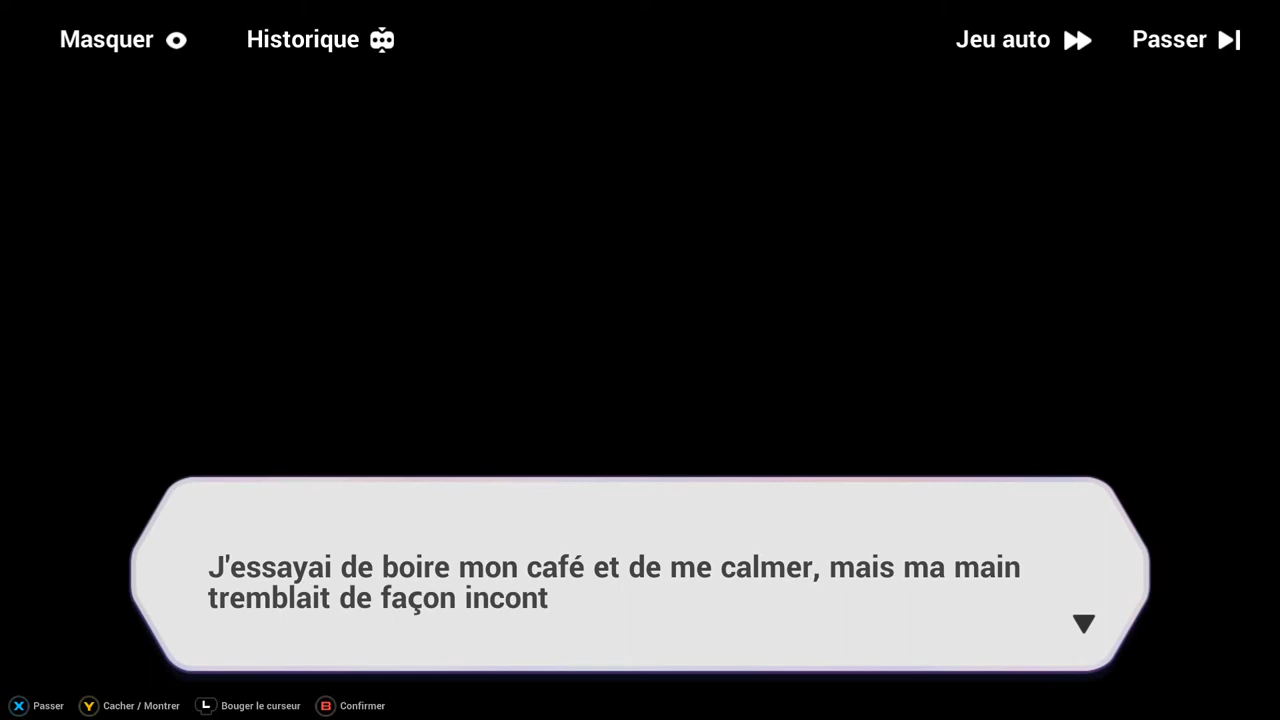 Masquer Historique Jeu auto Passer
J'essayai de boire mon café et de me calmer, mais ma main
tremblait de façon incont
X Passer Y Cacher / Montrer L Bouger le curseur B Confirmer